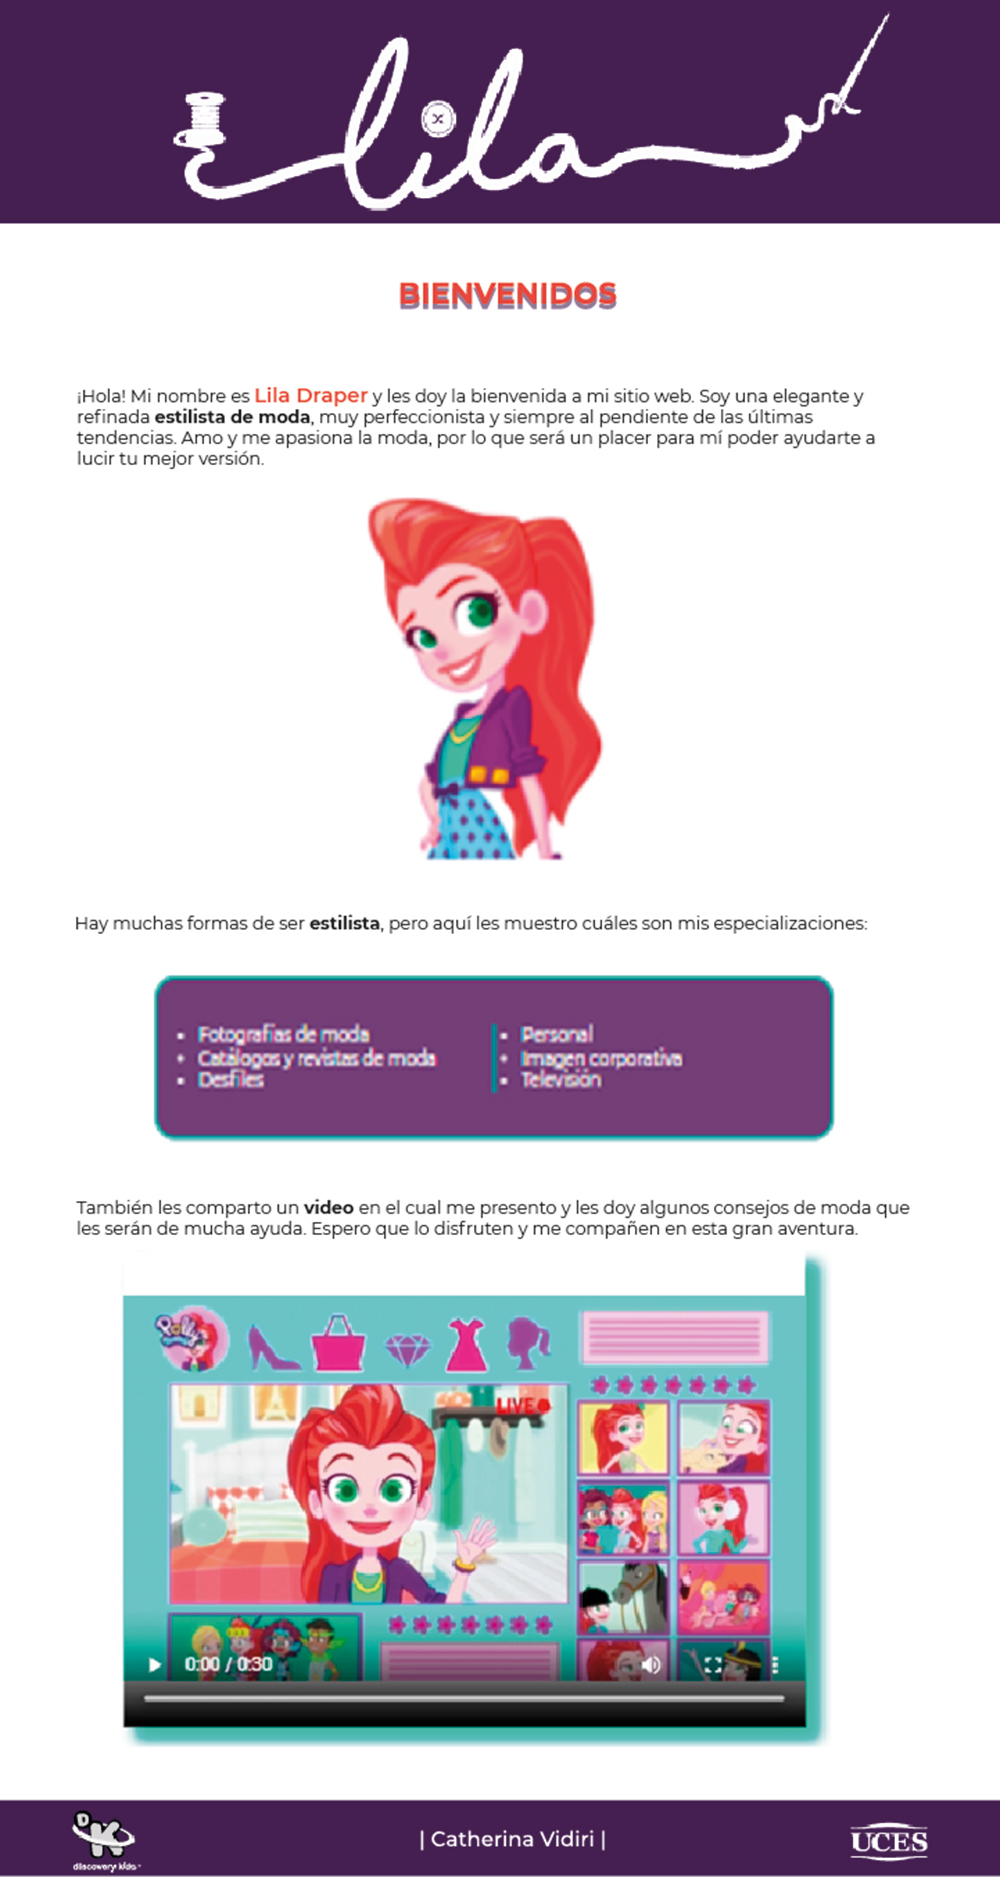 lila
BIENVENIDOS
¡Hola! Mi nombre es Lila Draper y les doy la bienvenida a mi sitio web. Soy una elegante y
refinada estilista de moda, muy perfeccionista y siempre al pendiente de las últimas
tendencias. Amo y me apasiona la moda, por lo que será un placer para mí poder ayudarte a
lucir tu mejor versión.
Hay muchas formas de ser estilista, pero aquí les muestro cuáles son mis especializaciones:
• Fotografías de moda
• Catálogos y revistas de moda
• Desfiles
• Personal
• Imagen corporativa
• Televisión
También les comparto un video en el cual me presento y les doy algunos consejos de moda que
les serán de mucha ayuda. Espero que lo disfruten y me compañen en esta gran aventura.
Polly
LIVE
0:00 / 0:30
DK
discovery kids
| Catherina Vidiri |
UCES